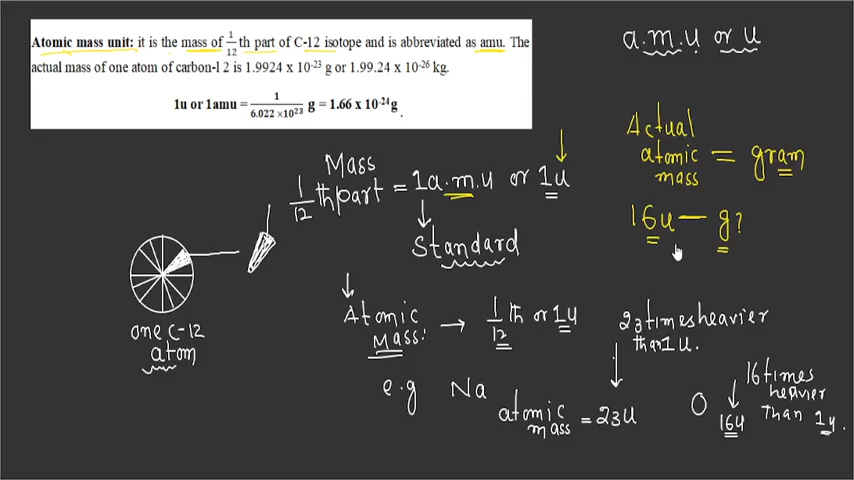 Atomic mass unit: it is the mass of 1/12 th part of C-12 isotope and is abbreviated as amu. The
actual mass of one atom of carbon-l 2 is 1.9924 x 10⁻²³ g or 1.99.24 x 10⁻²⁶ kg.
1u or 1amu = 1/6.022 ×10²³ g = 1.66 x 10⁻²⁴g .
a.m.u or u
Actual
atomic
mass = gram
16u — g?
Mass
1/12 th part = 1a.m.u or 1u
Standard
one C-12
atom
Atomic
Mass: → 1/12 th or 1u
23 times heavier
than 1u.
e.g Na
atomic
mass = 23u
O 16u
16 times
heavier
than 1u.